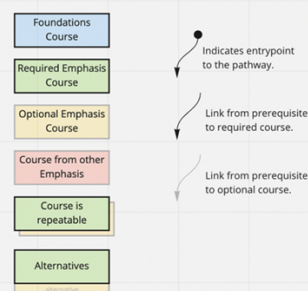 Foundations
Course
Indicates entrypoint
to the pathway.
Required Emphasis
Course
Optional Emphasis
Course
Link from prerequisite
to required course.
Course from other
Emphasis
Link from prerequisite
to optional course.
Course is
repeatable
Alternatives
alternative